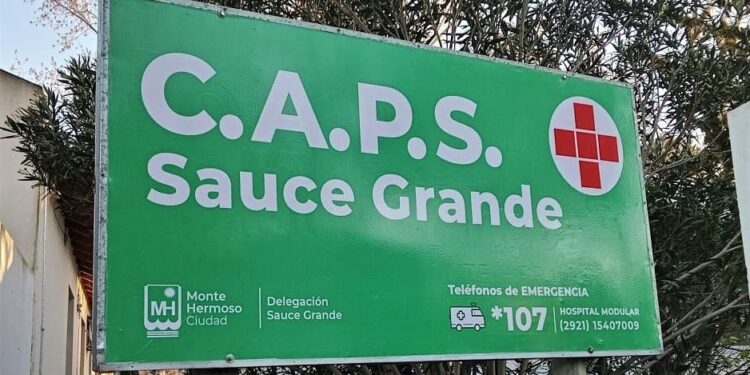 C.A.P.S.
Sauce Grande
MH
Monte
Hermoso
Ciudad
Delegación
Sauce Grande
Teléfonos de EMERGENCIA
*107
HOSPITAL MODULAR
(2921) 15407009